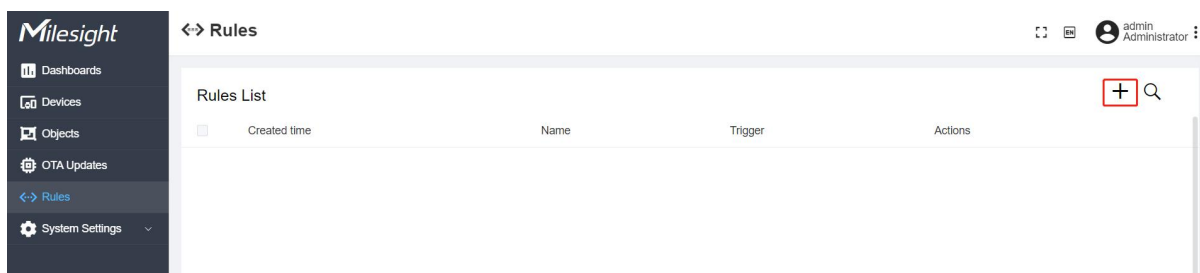 Milesight
Rules
EN
admin
Administrator
Dashboards
Devices
Objects
OTA Updates
Rules
System Settings
Rules List
Created time Name Trigger Actions